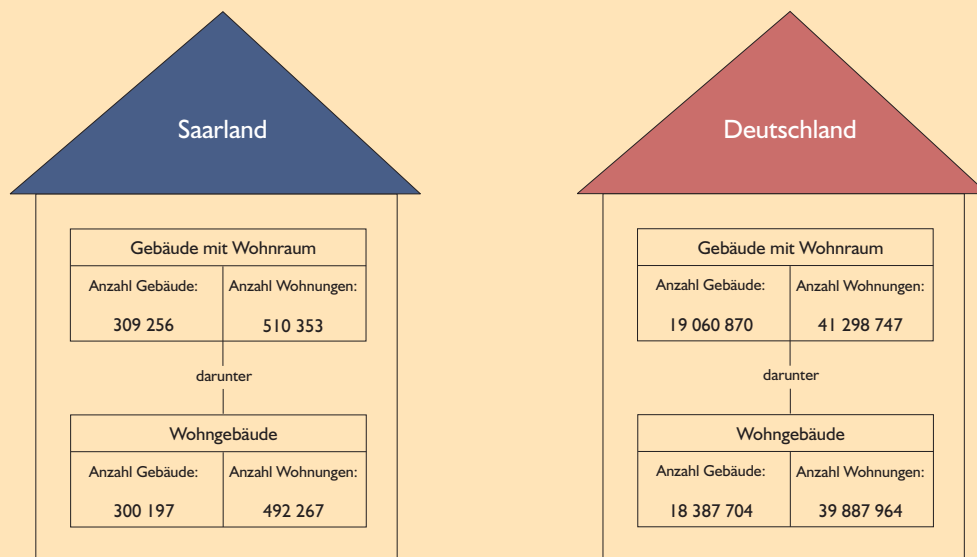 Saarland
Gebäude mit Wohnraum
Anzahl Gebäude:
Anzahl Wohnungen:
309 256
510 353
darunter
Wohngebäude
Anzahl Gebäude:
Anzahl Wohnungen:
300 197
492 267
Deutschland
Gebäude mit Wohnraum
Anzahl Gebäude:
Anzahl Wohnungen:
19 060 870
41 298 747
darunter
Wohngebäude
Anzahl Gebäude:
Anzahl Wohnungen:
18 387 704
39 887 964